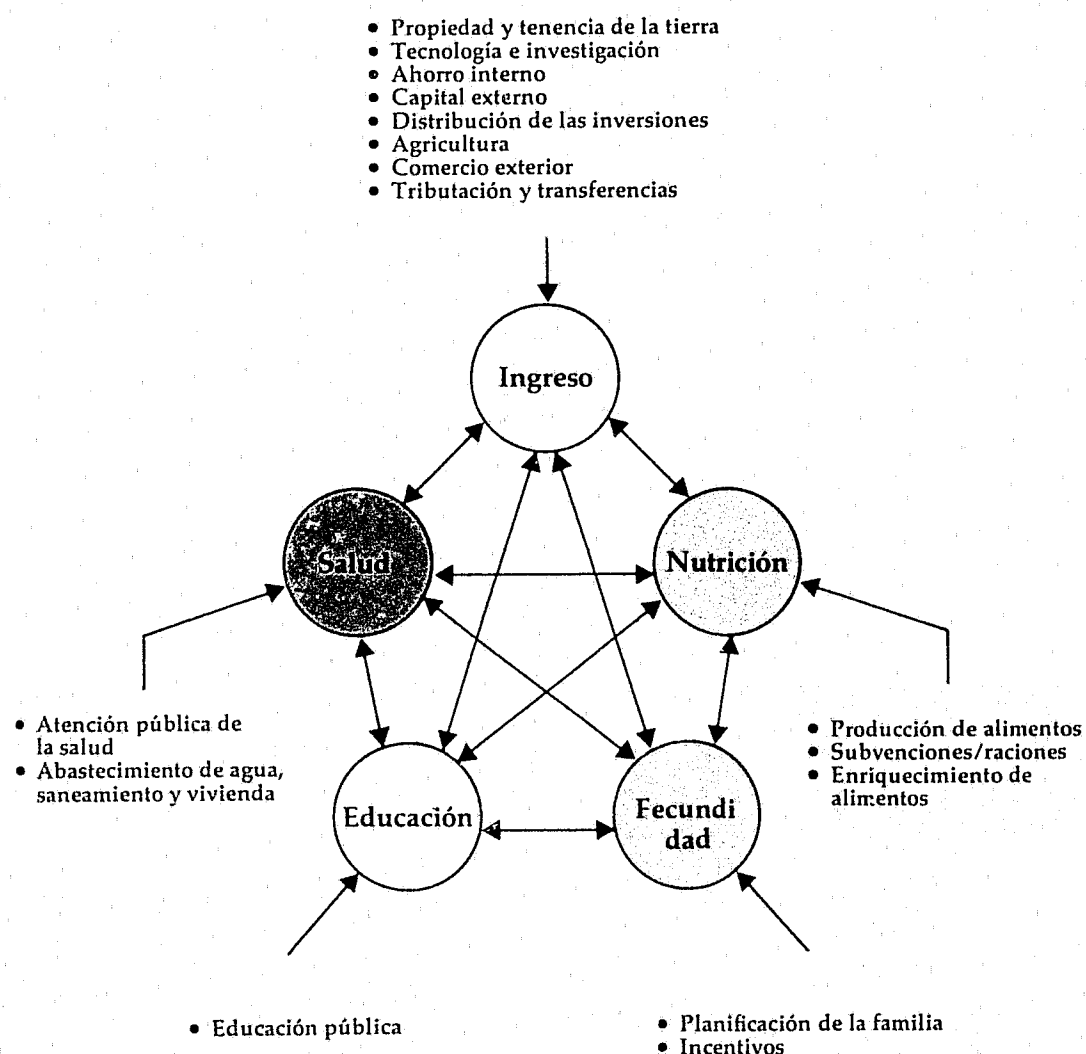 • Propiedad y tenencia de la tierra
• Tecnología e investigación
• Ahorro interno
• Capital externo
• Distribución de las inversiones
• Agricultura
• Comercio exterior
• Tributación y transferencias
Ingreso
Salud
Nutrición
• Atención pública de
la salud
• Abastecimiento de agua,
saneamiento y vivienda
• Producción de alimentos
• Subvenciones/raciones
• Enriquecimiento de
alimentos
Educación
Fecundi
dad
• Educación pública
• Planificación de la familia
• Incentivos